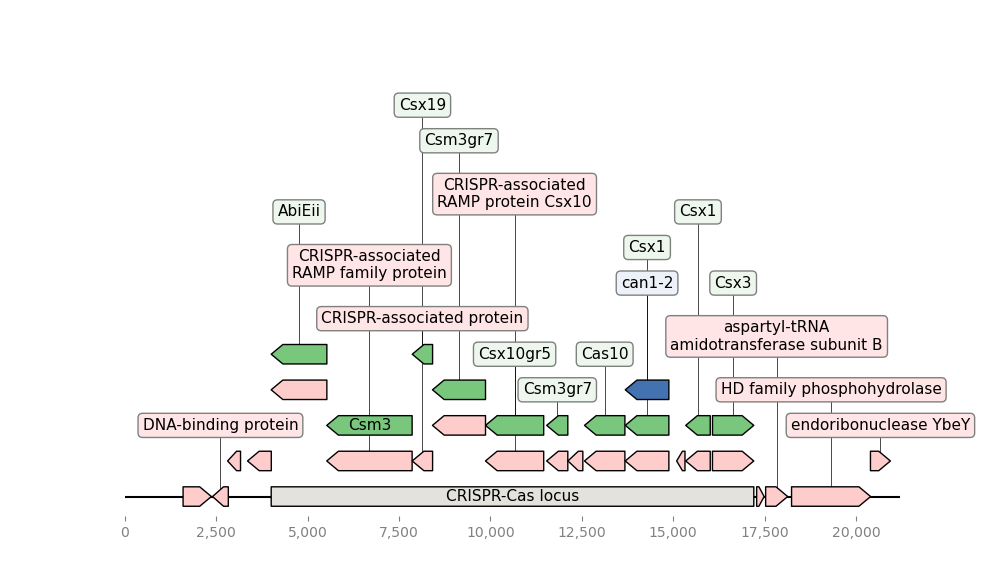 Csx19
Csm3gr7
CRISPR-associated
RAMP protein Csx10
AbiEii
Csx1
Csx1
CRISPR-associated
RAMP family protein
can1-2
Csx3
CRISPR-associated protein
aspartyl-tRNA
amidotransferase subunit B
Csx10gr5
Cas10
Csm3gr7
HD family phosphohydrolase
DNA-binding protein
Csm3
endoribonuclease YbeY
CRISPR-Cas locus
0
2,500
5,000
7,500
10,000
12,500
15,000
17,500
20,000